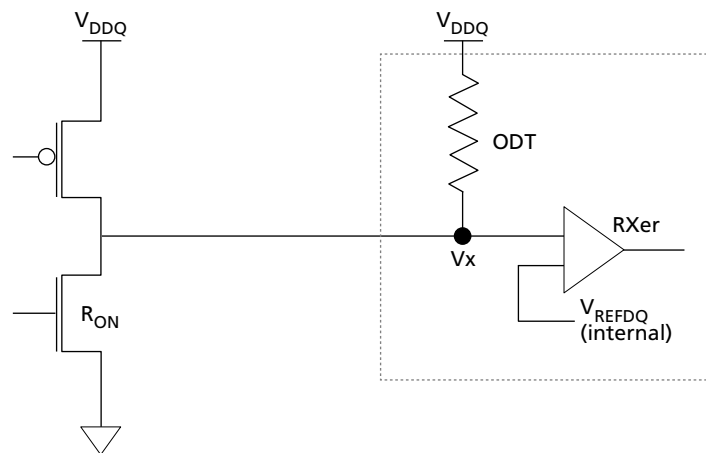 VDDQ
VDDQ
ODT
RXer
Vx
RON
VREFDQ
(internal)